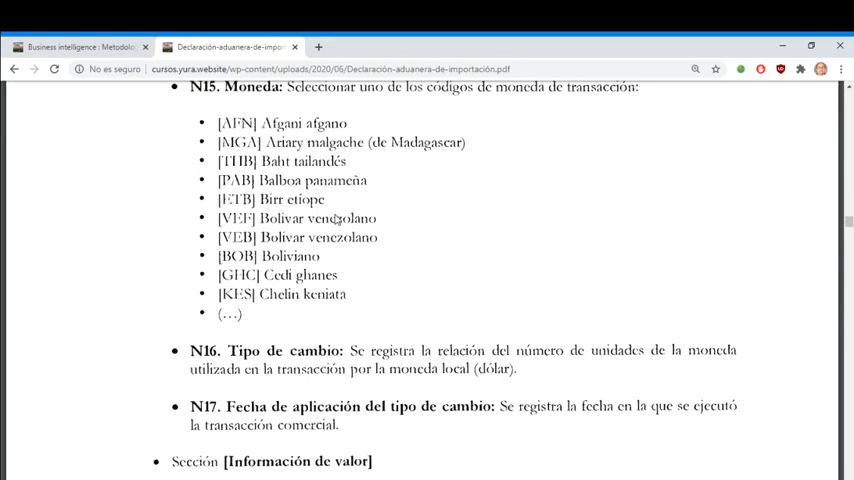 Business intelligence : Metodolo
Declaración-aduanera-de-import
No es seguro
cursos.yura.website/wp-content/uploads/2020/06/Declaración-aduanera-de-importación.pdf
• N15. Moneda: Seleccionar uno de los códigos de moneda de transacción:
• [AFN] Afgani afgano
• [MGA] Ariary malgache (de Madagascar)
• [THB] Baht tailandés
• [PAB] Balboa panameña
• [ETB] Birr etíope
• [VEF] Bolívar venezolano
• [VEB] Bolívar venezolano
• [BOB] Boliviano
• [GHC] Cedi ghanes
• [KES] Chelin keniata
• (…)
• N16. Tipo de cambio: Se registra la relación del número de unidades de la moneda
utilizada en la transacción por la moneda local (dólar).
• N17. Fecha de aplicación del tipo de cambio: Se registra la fecha en la que se ejecutó
la transacción comercial.
• Sección [Información de valor]